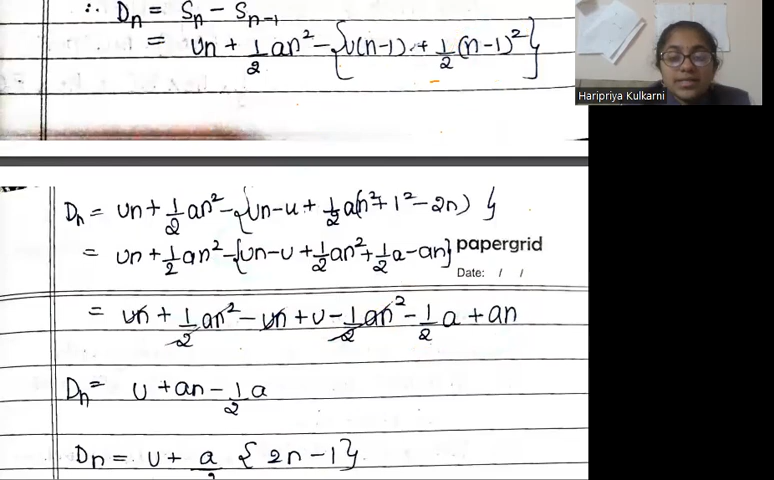 ∴ Dn = Sn − Sn−1
= un + 1/2 an² − {u(n−1) + 1/2 (n−1)²}
Haripriya Kulkarni
Dn = un + 1/2 an² − {un − u + 1/2 a(n² + 1² − 2n) }
= un + 1/2 an² − {un − u + 1/2 an² + 1/2 a − an}
papergrid
Date: / /
= un + 1/2 an² − un + u − 1/2 an² − 1/2 a + an
Dn = u + an − 1/2 a
Dn = u + a/2 { 2n − 1 }